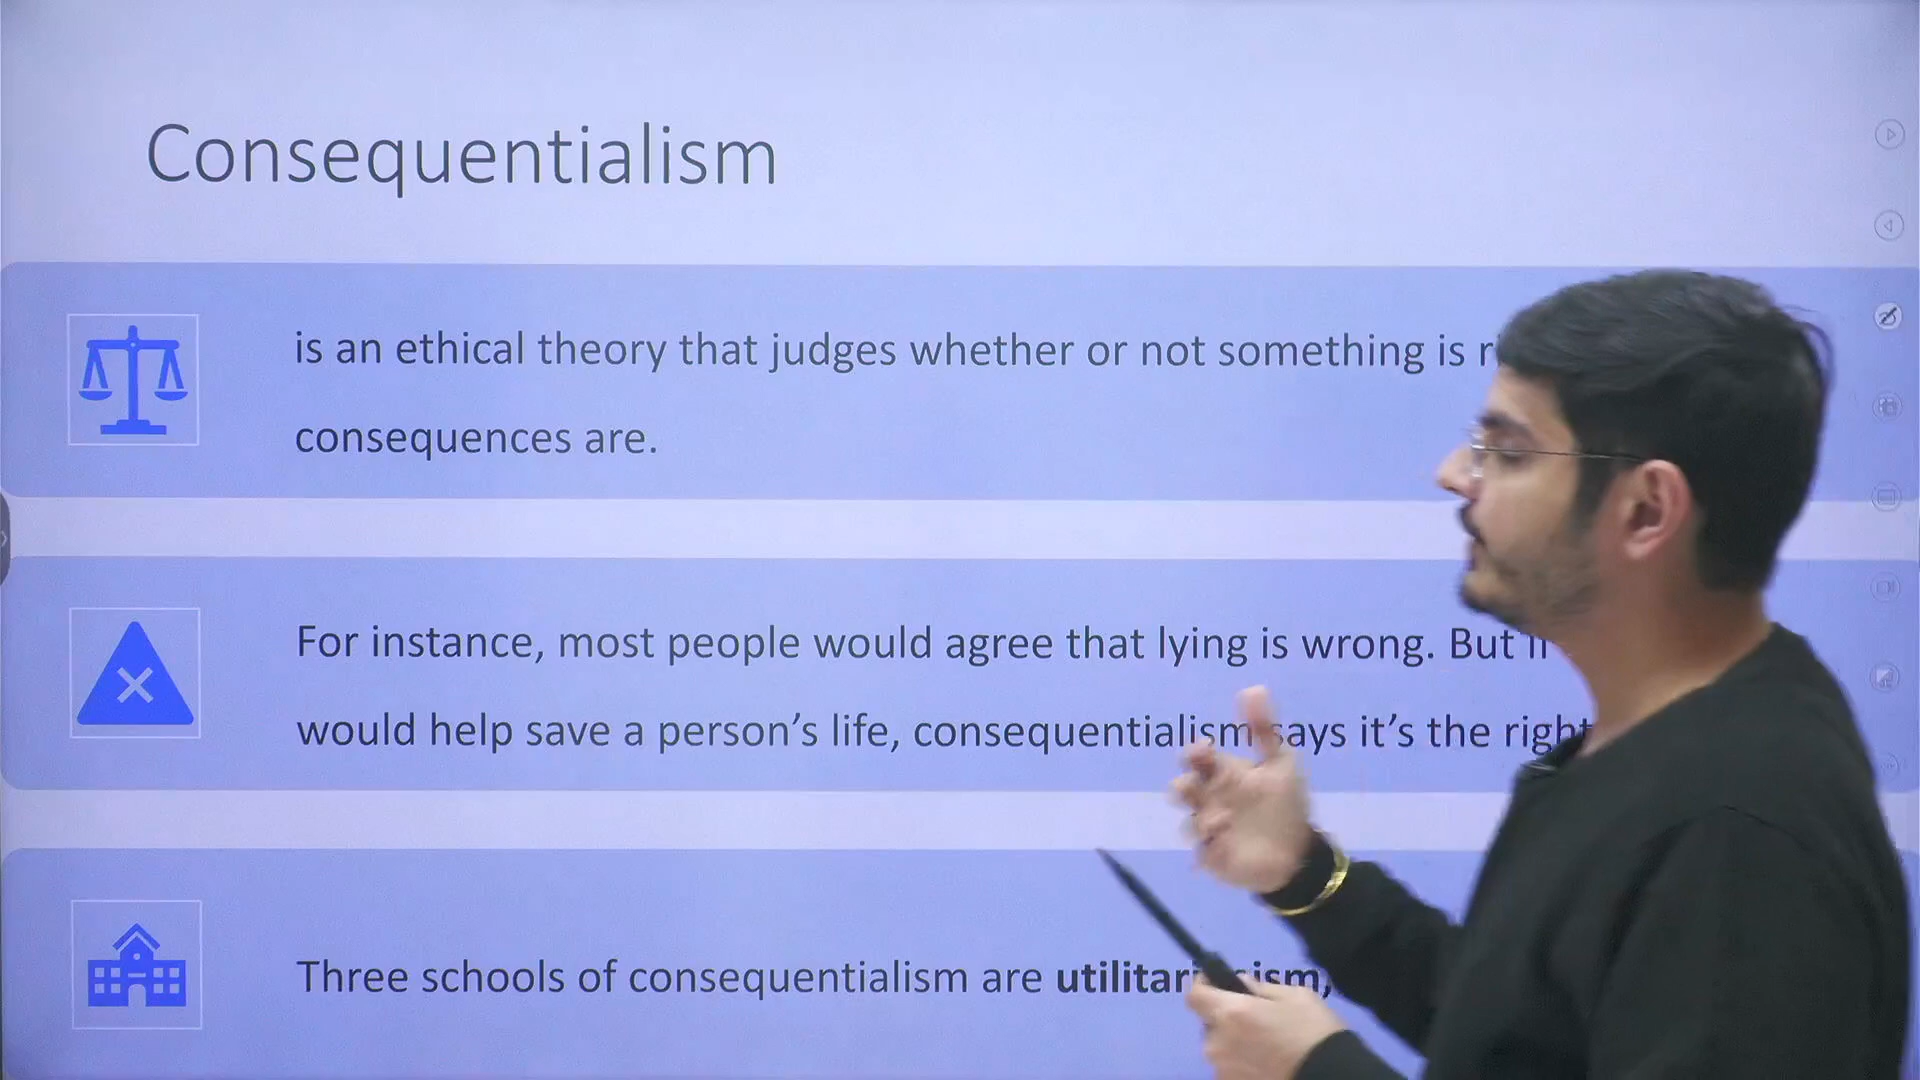 Consequentialism
is an ethical theory that judges whether or not something is
consequences are.
For instance, most people would agree that lying is wrong. But
would help save a person’s life, consequentialism says it’s the right
Three schools of consequentialism are utilitarianism,